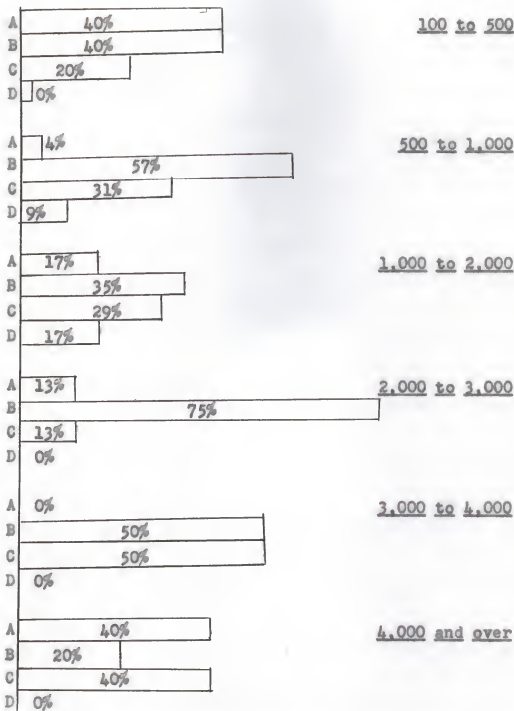 A 40% 100 to 500
B 40%
C 20%
D 0%
A 4% 500 to 1,000
B 57%
C 31%
D 9%
A 17% 1,000 to 2,000
B 35%
C 29%
D 17%
A 13% 2,000 to 3,000
B 75%
C 13%
D 0%
A 0% 3,000 to 4,000
B 50%
C 50%
D 0%
A 40% 4,000 and over
B 20%
C 40%
D 0%